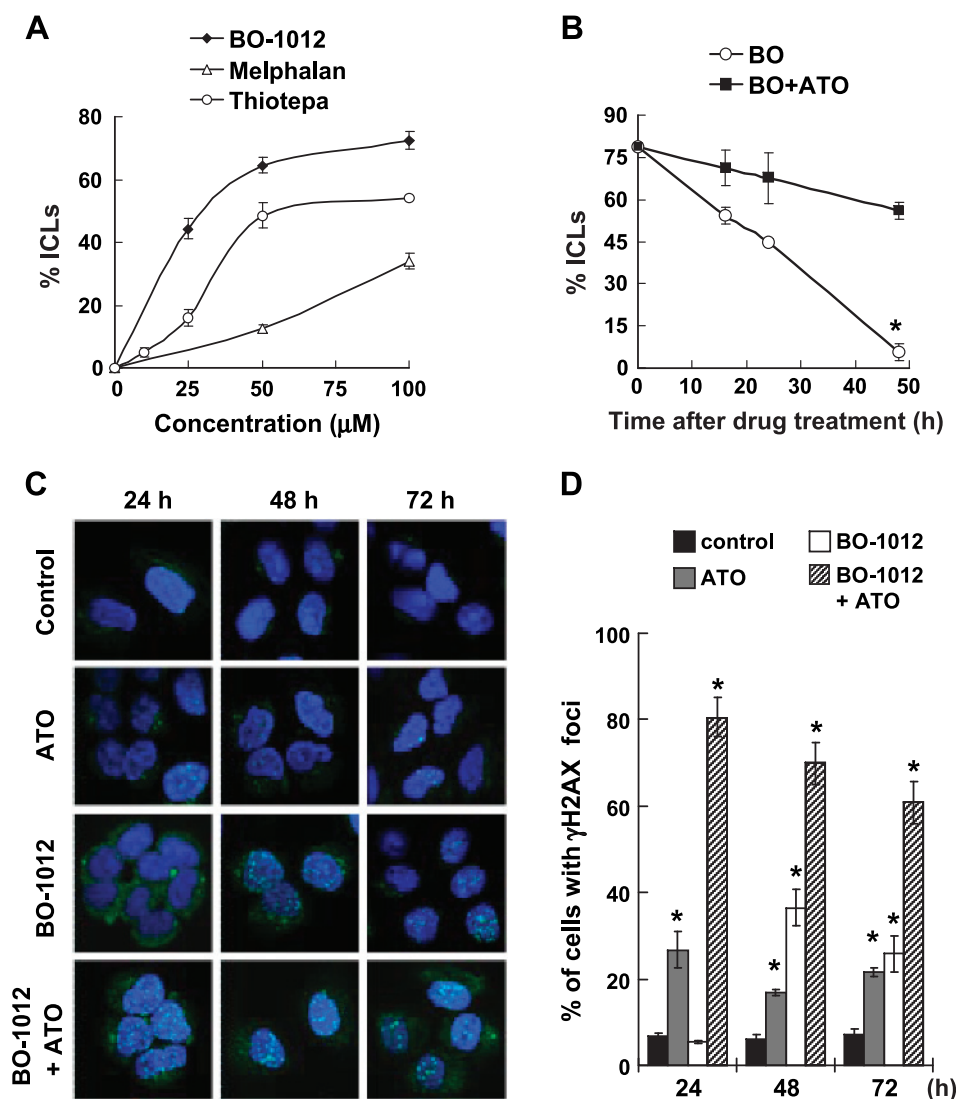 A
BO-1012
Melphalan
Thiotepa
80
60
40
20
0
% ICLs
0 25 50 75 100
Concentration (μM)
B
BO
BO+ATO
90
75
60
45
30
15
0
% ICLs
*
0 10 20 30 40 50
Time after drug treatment (h)
C
24 h 48 h 72 h
Control
ATO
BO-1012
BO-1012
+ ATO
D
control BO-1012
ATO BO-1012
+ ATO
100
80
60
40
20
0
% of cells with γH2AX foci
* * * * * * * *
24 48 72 (h)